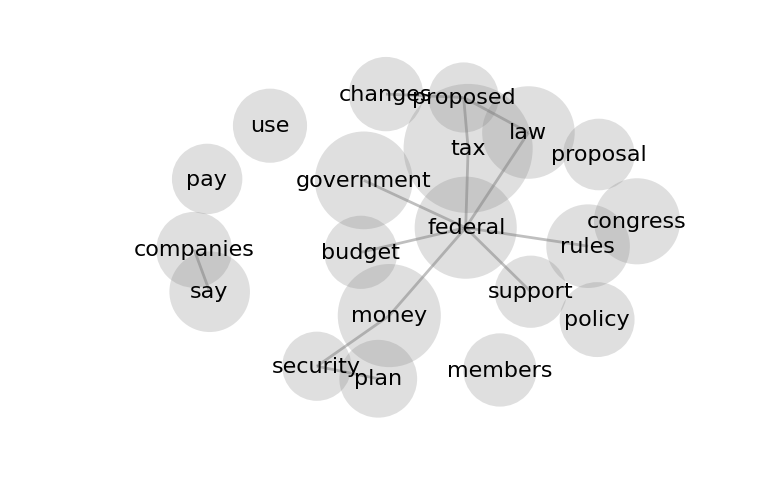 changes
proposed
use
law
tax
proposal
pay
government
congress
federal
rules
companies
budget
say
support
money
policy
security
members
plan